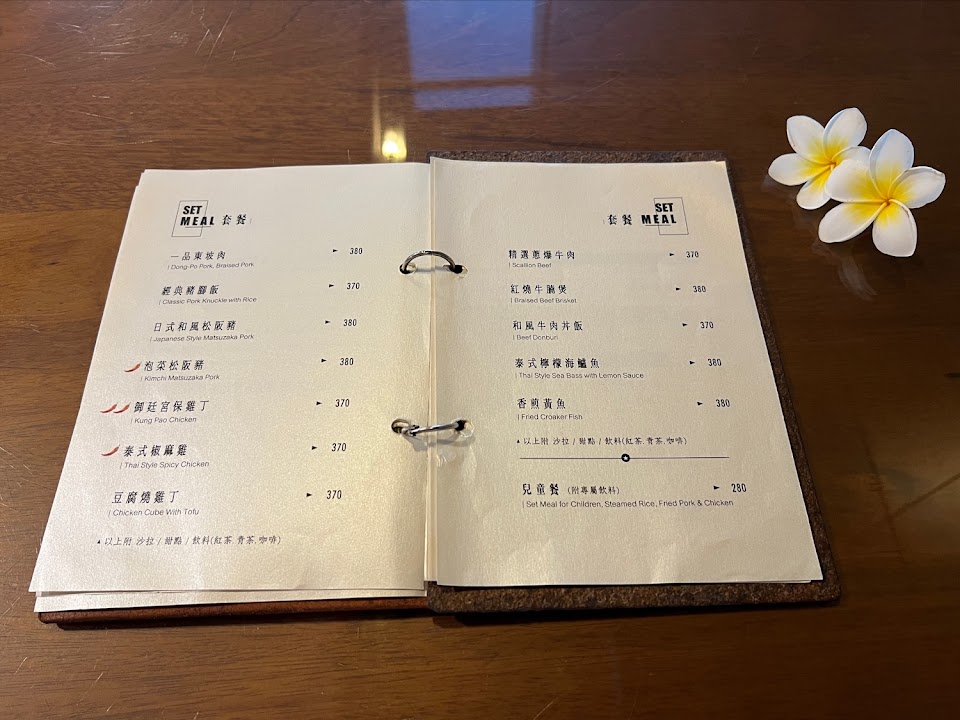 SET
MEAL 套餐
一品東坡肉 ► 380
| Dong-Po Pork, Braised Pork
經典豬腳飯 ► 370
| Classic Pork Knuckle with Rice
日式和風松阪豬 ► 380
| Japanese Style Matsuzaka Pork
泡菜松阪豬 ► 380
| Kimchi Matsuzaka Pork
御廷宮保雞丁 ► 370
| Kung Pao Chicken
泰式椒麻雞 ► 370
| Thai Style Spicy Chicken
豆腐燒雞丁 ► 370
| Chicken Cube With Tofu
▲以上附 沙拉 / 甜點 / 飲料(紅茶.青茶.咖啡)
SET
套餐 MEAL
精選蔥爆牛肉 ► 370
| Scallion Beef
紅燒牛腩煲 ► 380
| Braised Beef Brisket
和風牛肉丼飯 ► 370
| Beef Donburi
泰式檸檬海鱸魚 ► 380
| Thai Style Sea Bass with Lemon Sauce
香煎黃魚 ► 380
| Fried Croaker Fish
▲以上附 沙拉 / 甜點 / 飲料(紅茶.青茶.咖啡)
兒童餐 (附專屬飲料) ► 280
| Set Meal for Children, Steamed Rice, Fried Pork & Chicken